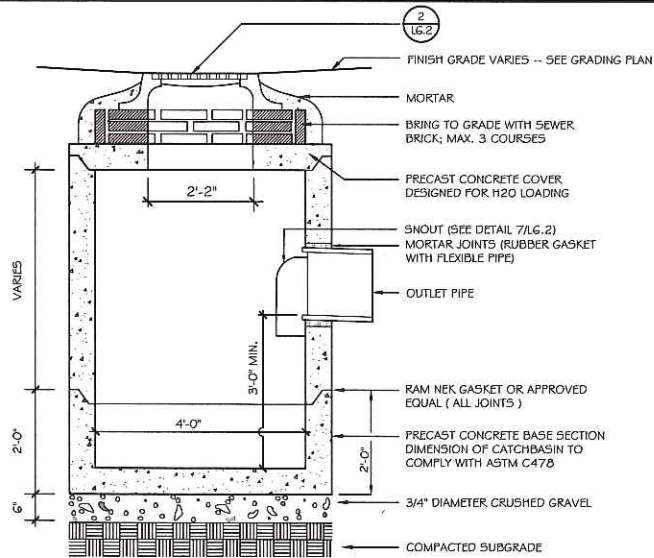 2
L6.2
FINISH GRADE VARIES -- SEE GRADING PLAN
MORTAR
BRING TO GRADE WITH SEWER
BRICK; MAX. 3 COURSES
PRECAST CONCRETE COVER
DESIGNED FOR H20 LOADING
2'-2"
SNOUT (SEE DETAIL 7/L6.2)
MORTAR JOINTS (RUBBER GASKET
WITH FLEXIBLE PIPE)
VARIES
OUTLET PIPE
3'-0" MIN.
RAM NEK GASKET OR APPROVED
EQUAL ( ALL JOINTS )
4'-0"
2'-0"
2'-0"
PRECAST CONCRETE BASE SECTION
DIMENSION OF CATCHBASIN TO
COMPLY WITH ASTM C478
6"
3/4" DIAMETER CRUSHED GRAVEL
COMPACTED SUBGRADE